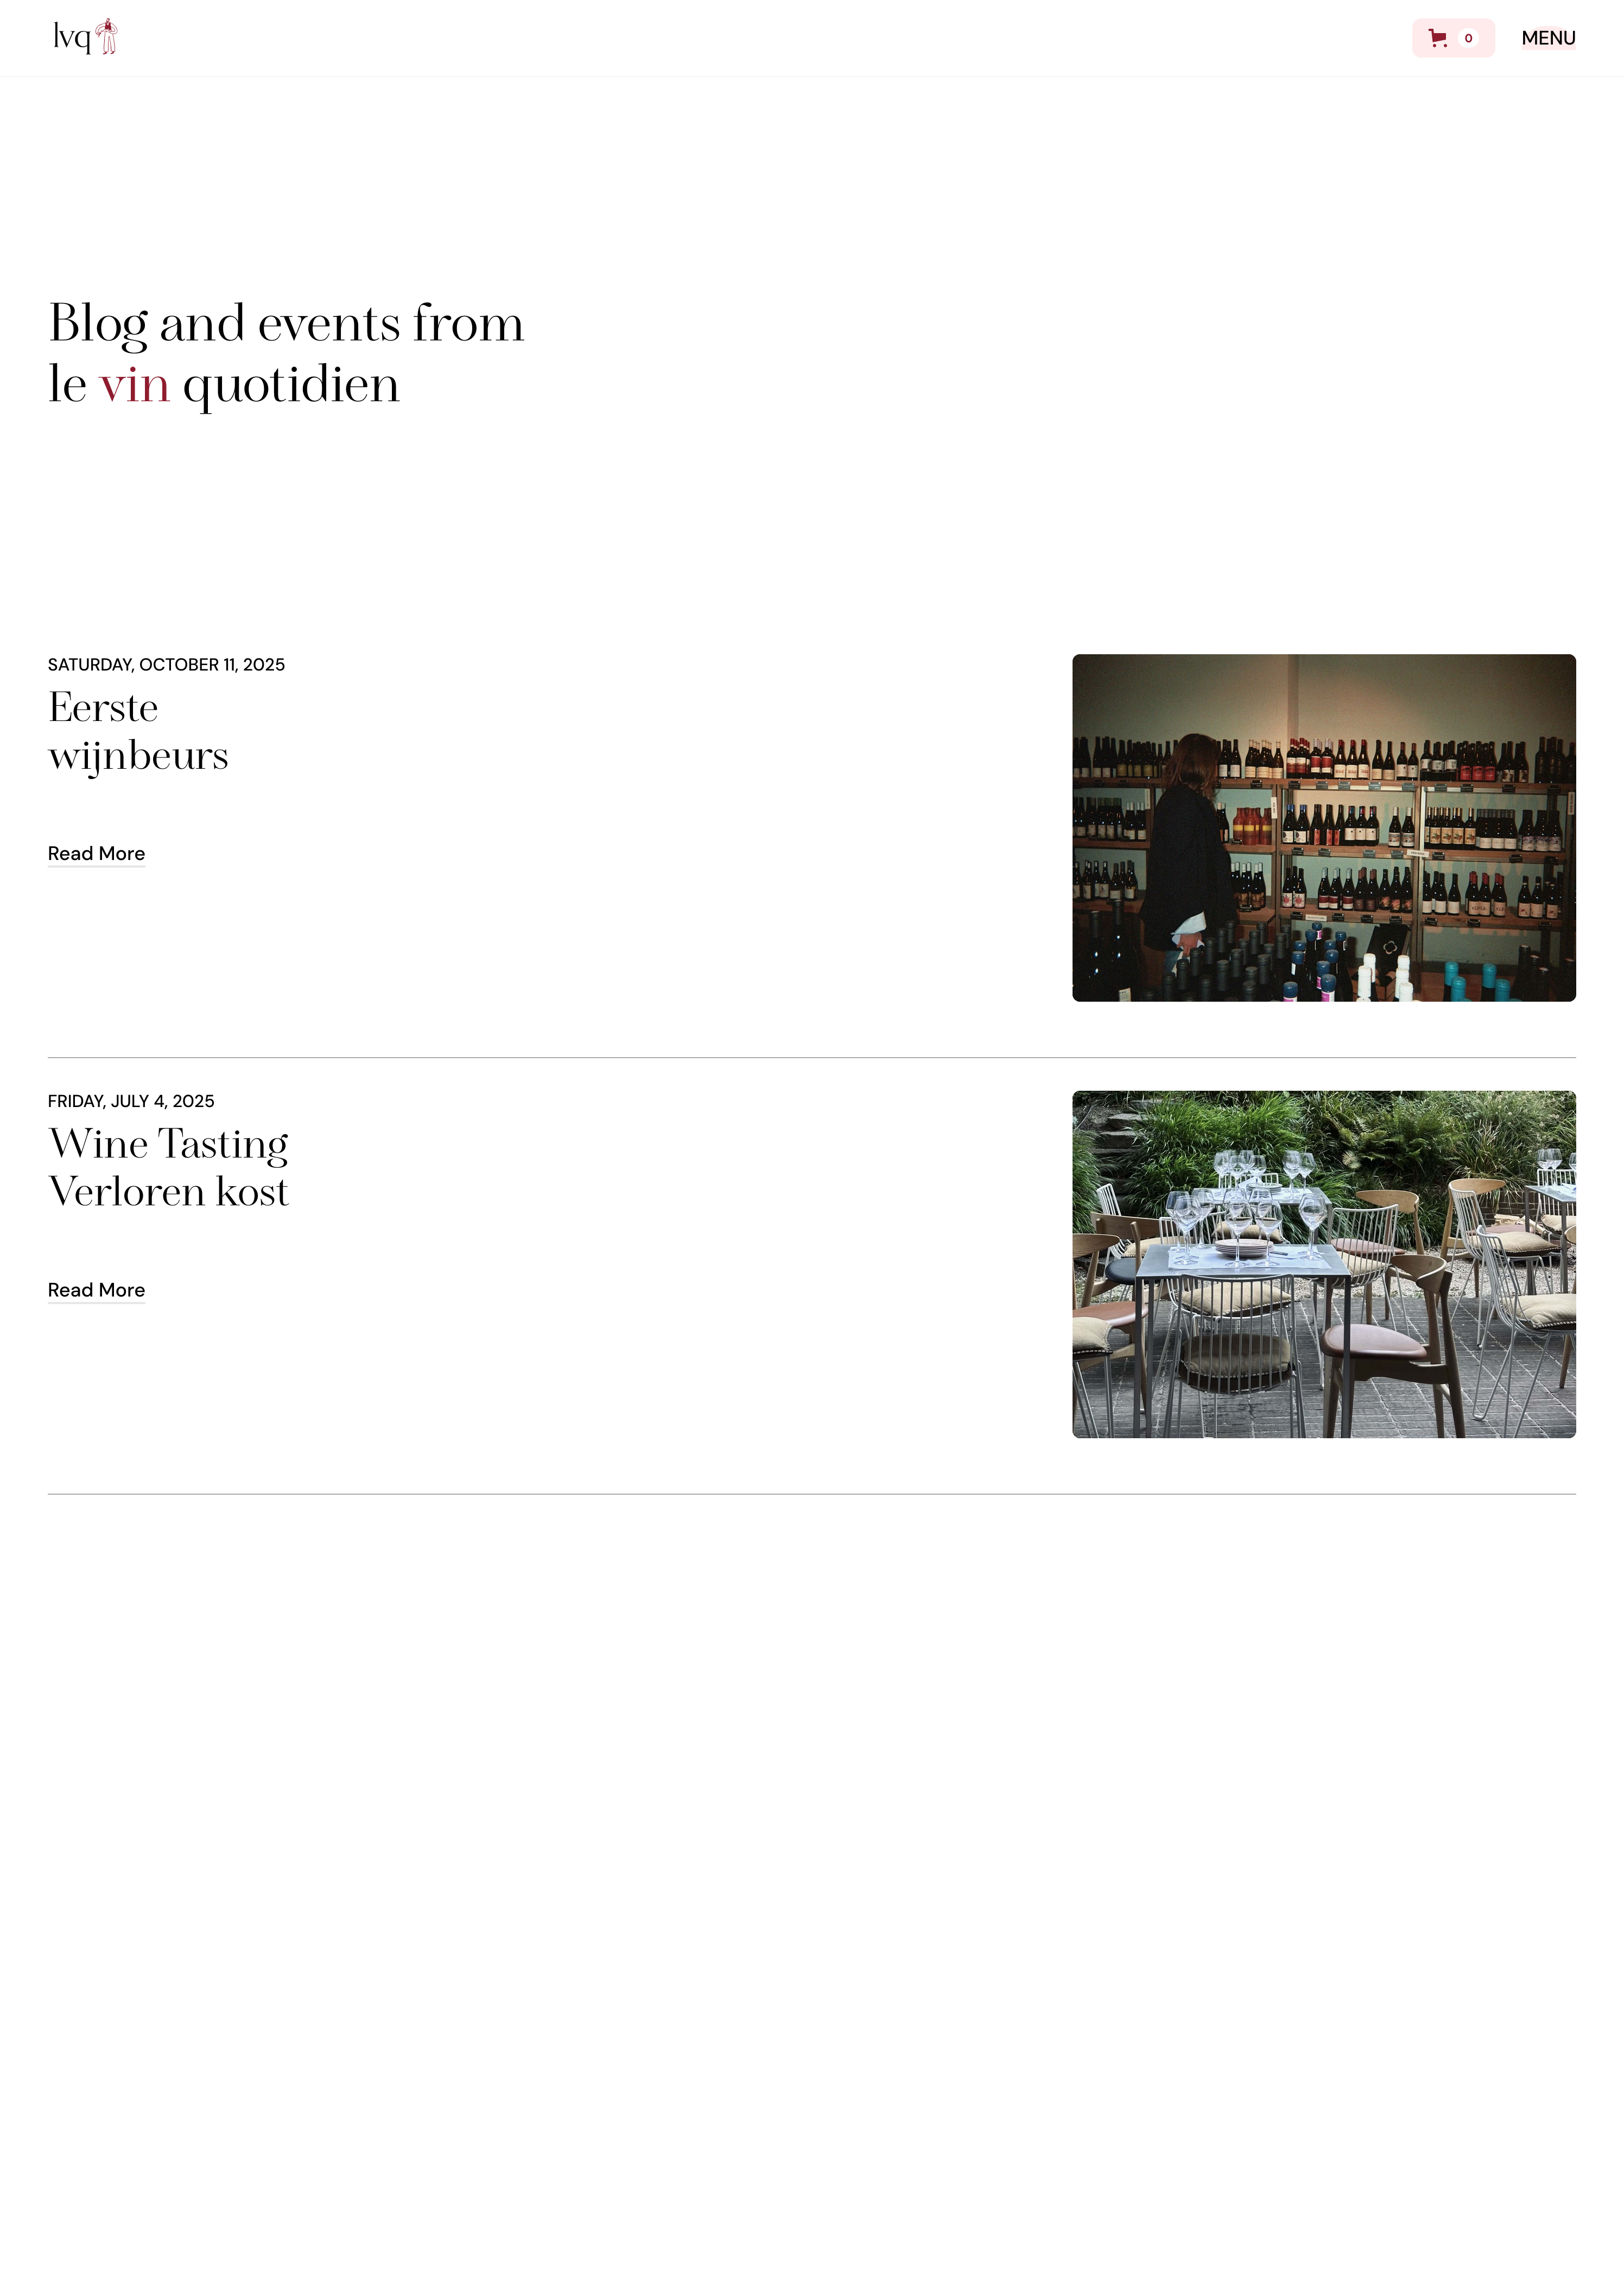 lvq
0
MENU
Blog and events from
le vin quotidien
SATURDAY, OCTOBER 11, 2025
Eerste
wijnbeurs
Read More
FRIDAY, JULY 4, 2025
Wine Tasting
Verloren kost
Read More